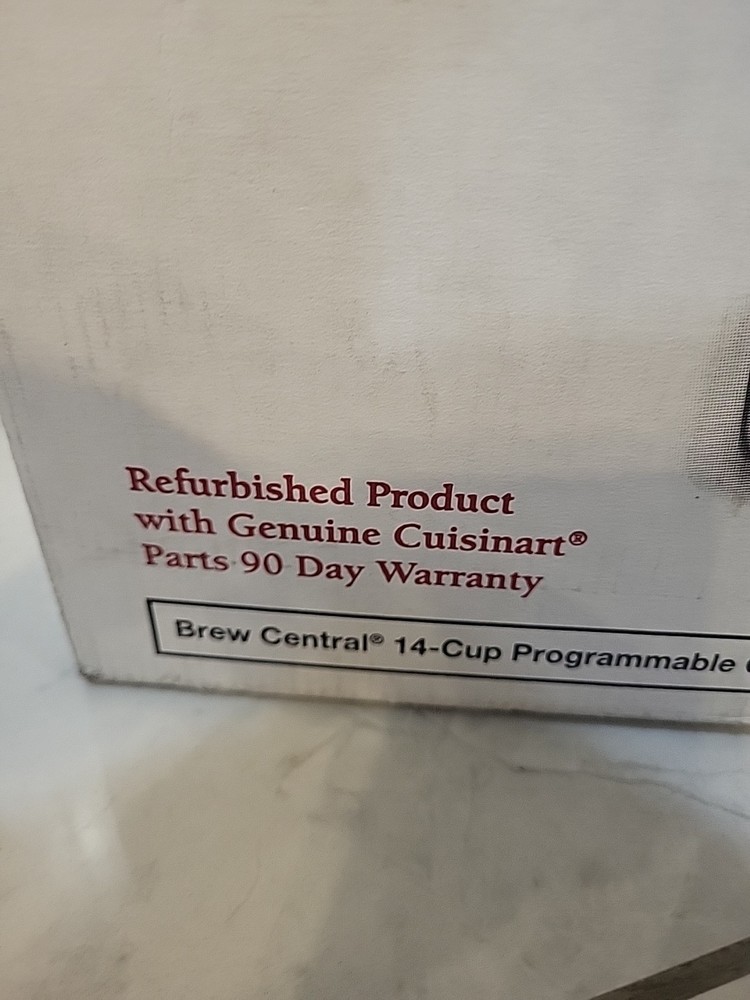 Refurbished Product
with Genuine Cuisinart®
Parts 90 Day Warranty
Brew Central® 14-Cup Programmable